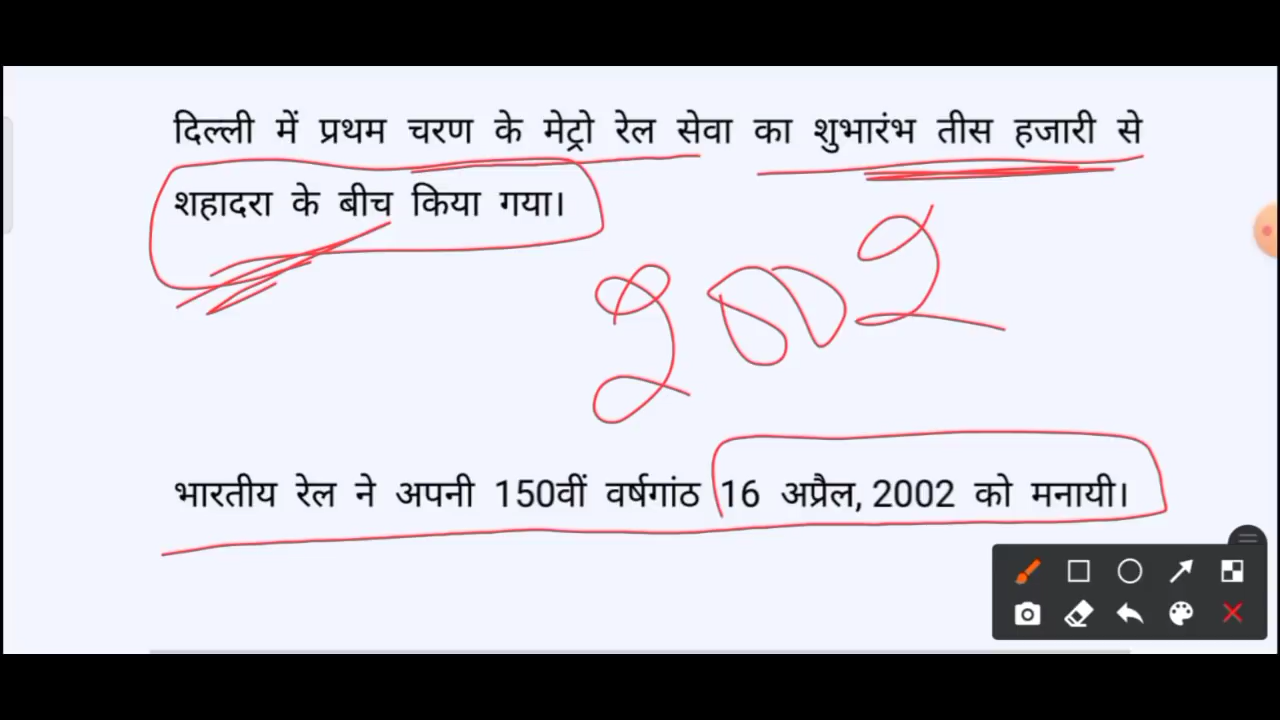 दिल्ली में प्रथम चरण के मेट्रो रेल सेवा का शुभारंभ तीस हजारी से
शहादरा के बीच किया गया।
2002
भारतीय रेल ने अपनी 150वीं वर्षगांठ 16 अप्रैल, 2002 को मनायी।